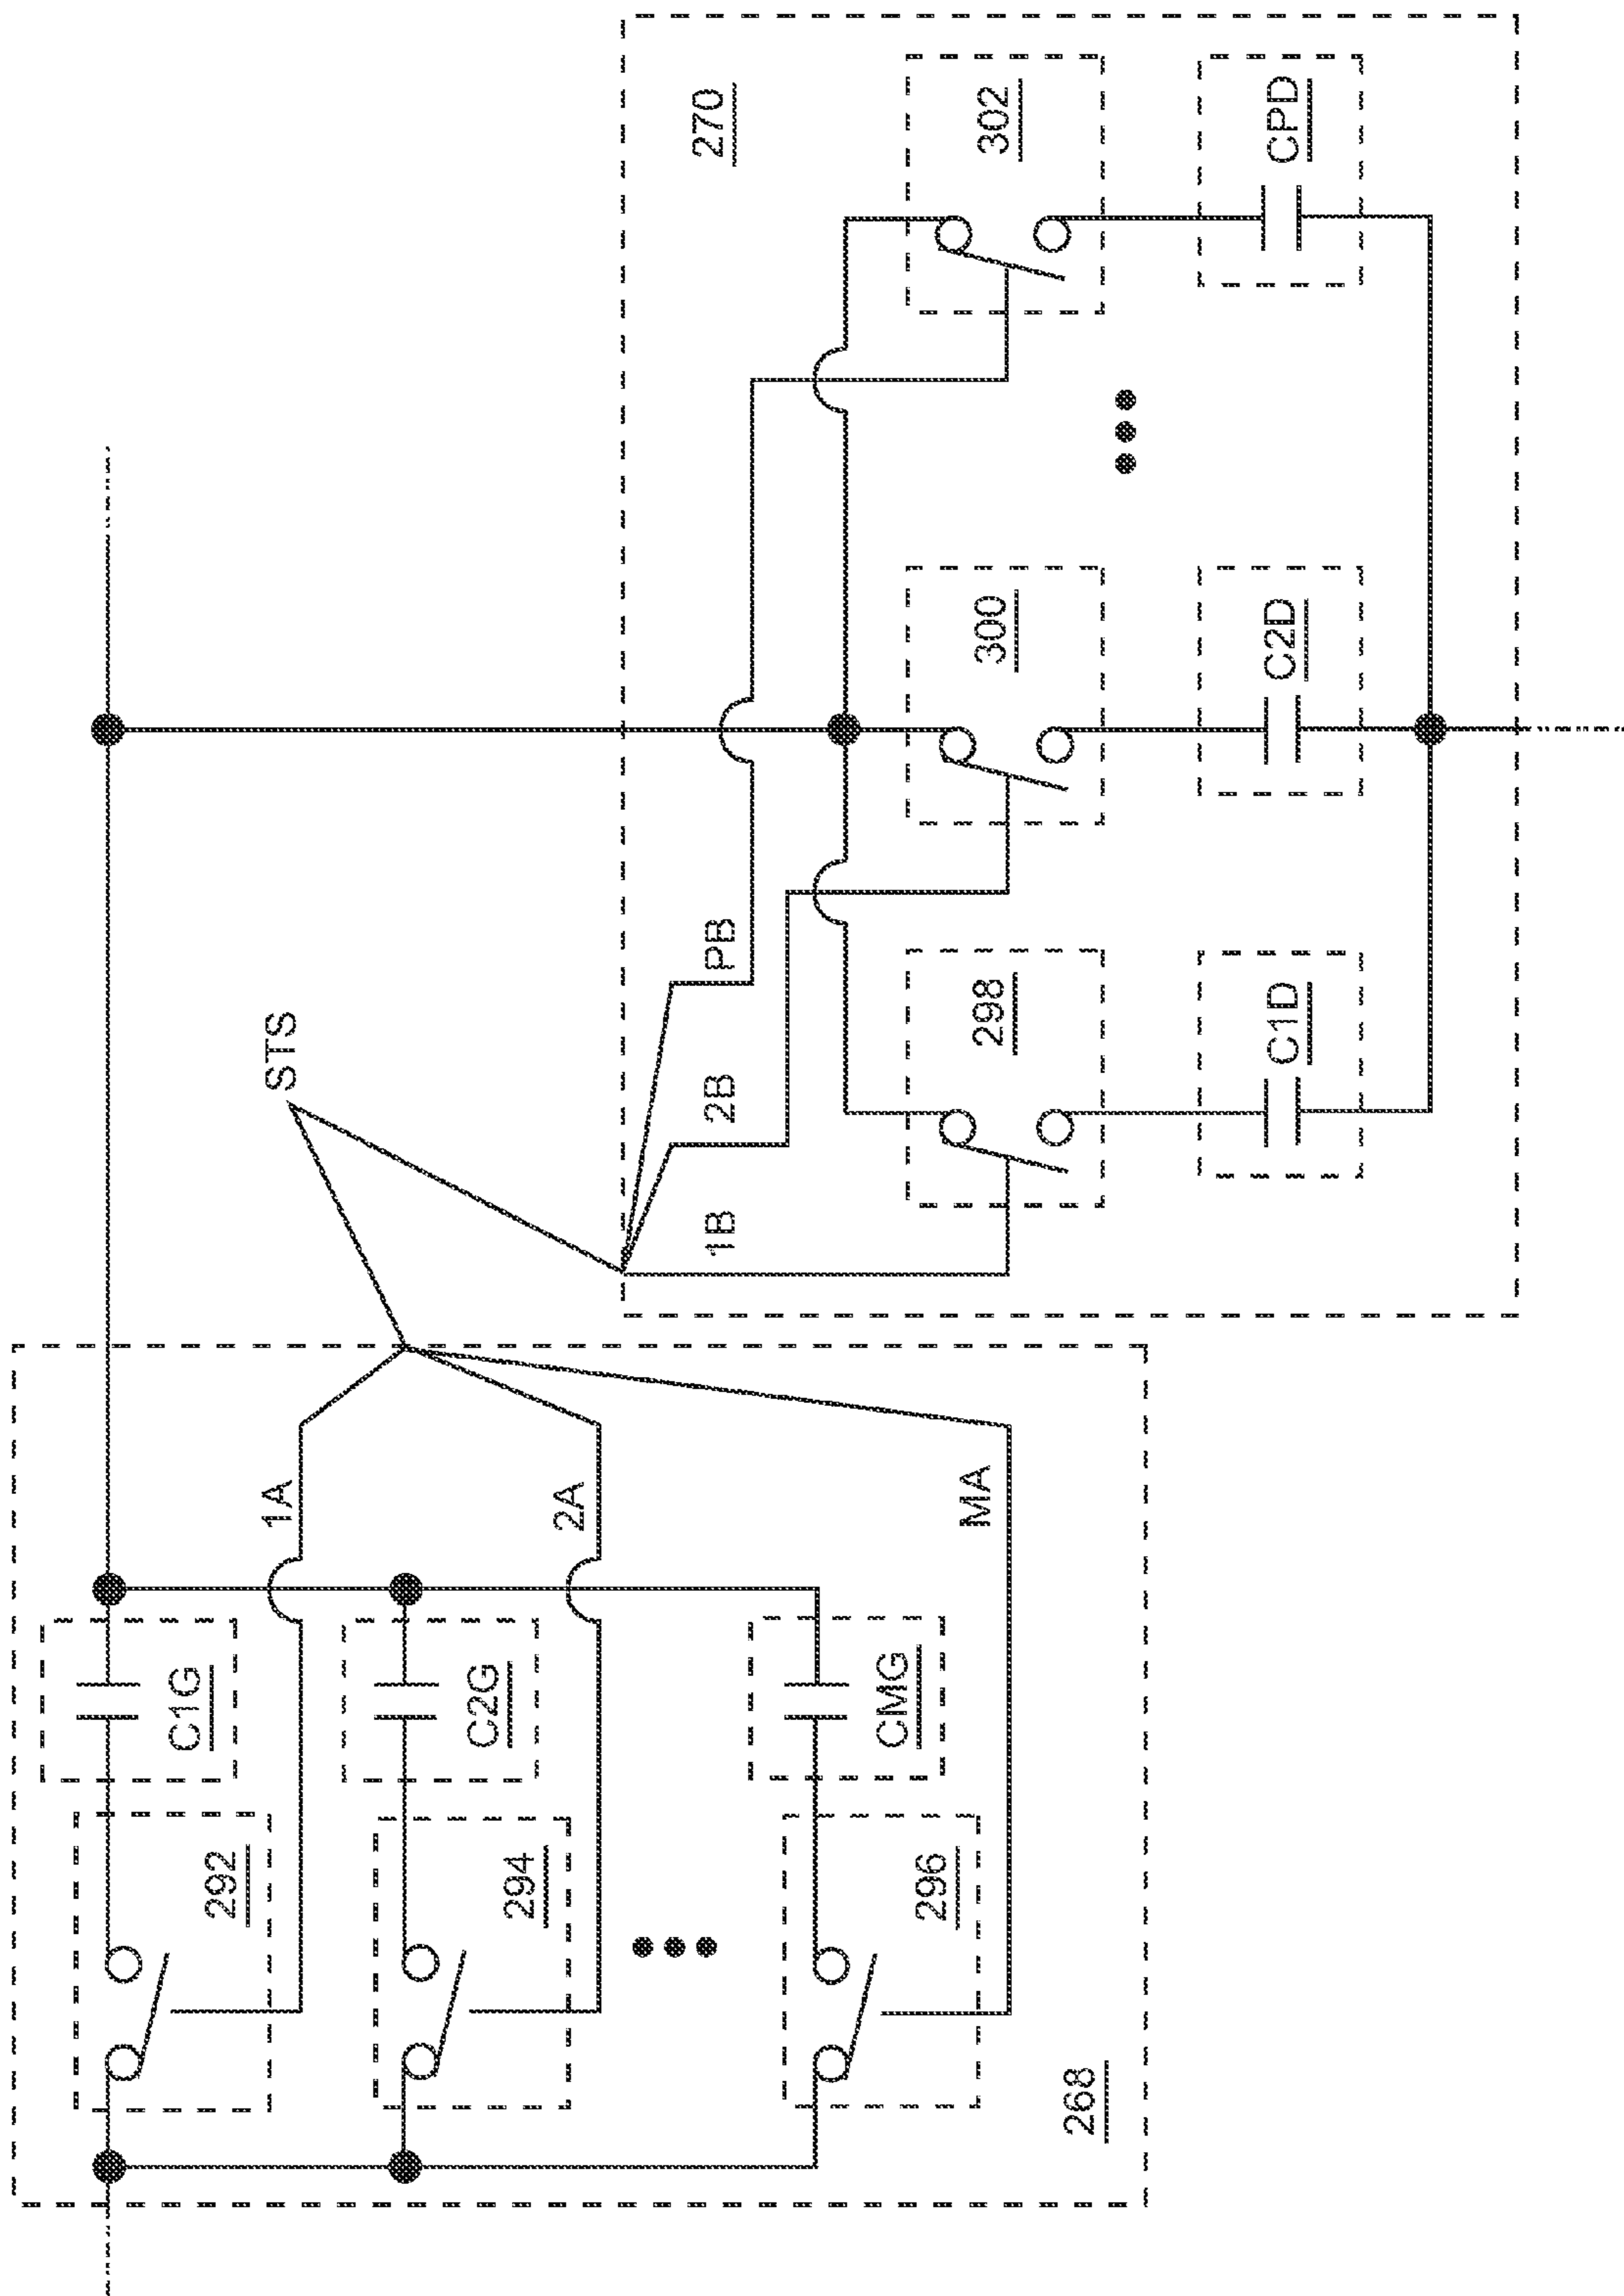 268
292
C1G
1A
294
C2G
2A
296
CMG
MA
STS
270
1B
2B
PB
298
300
302
C1D
C2D
CPD